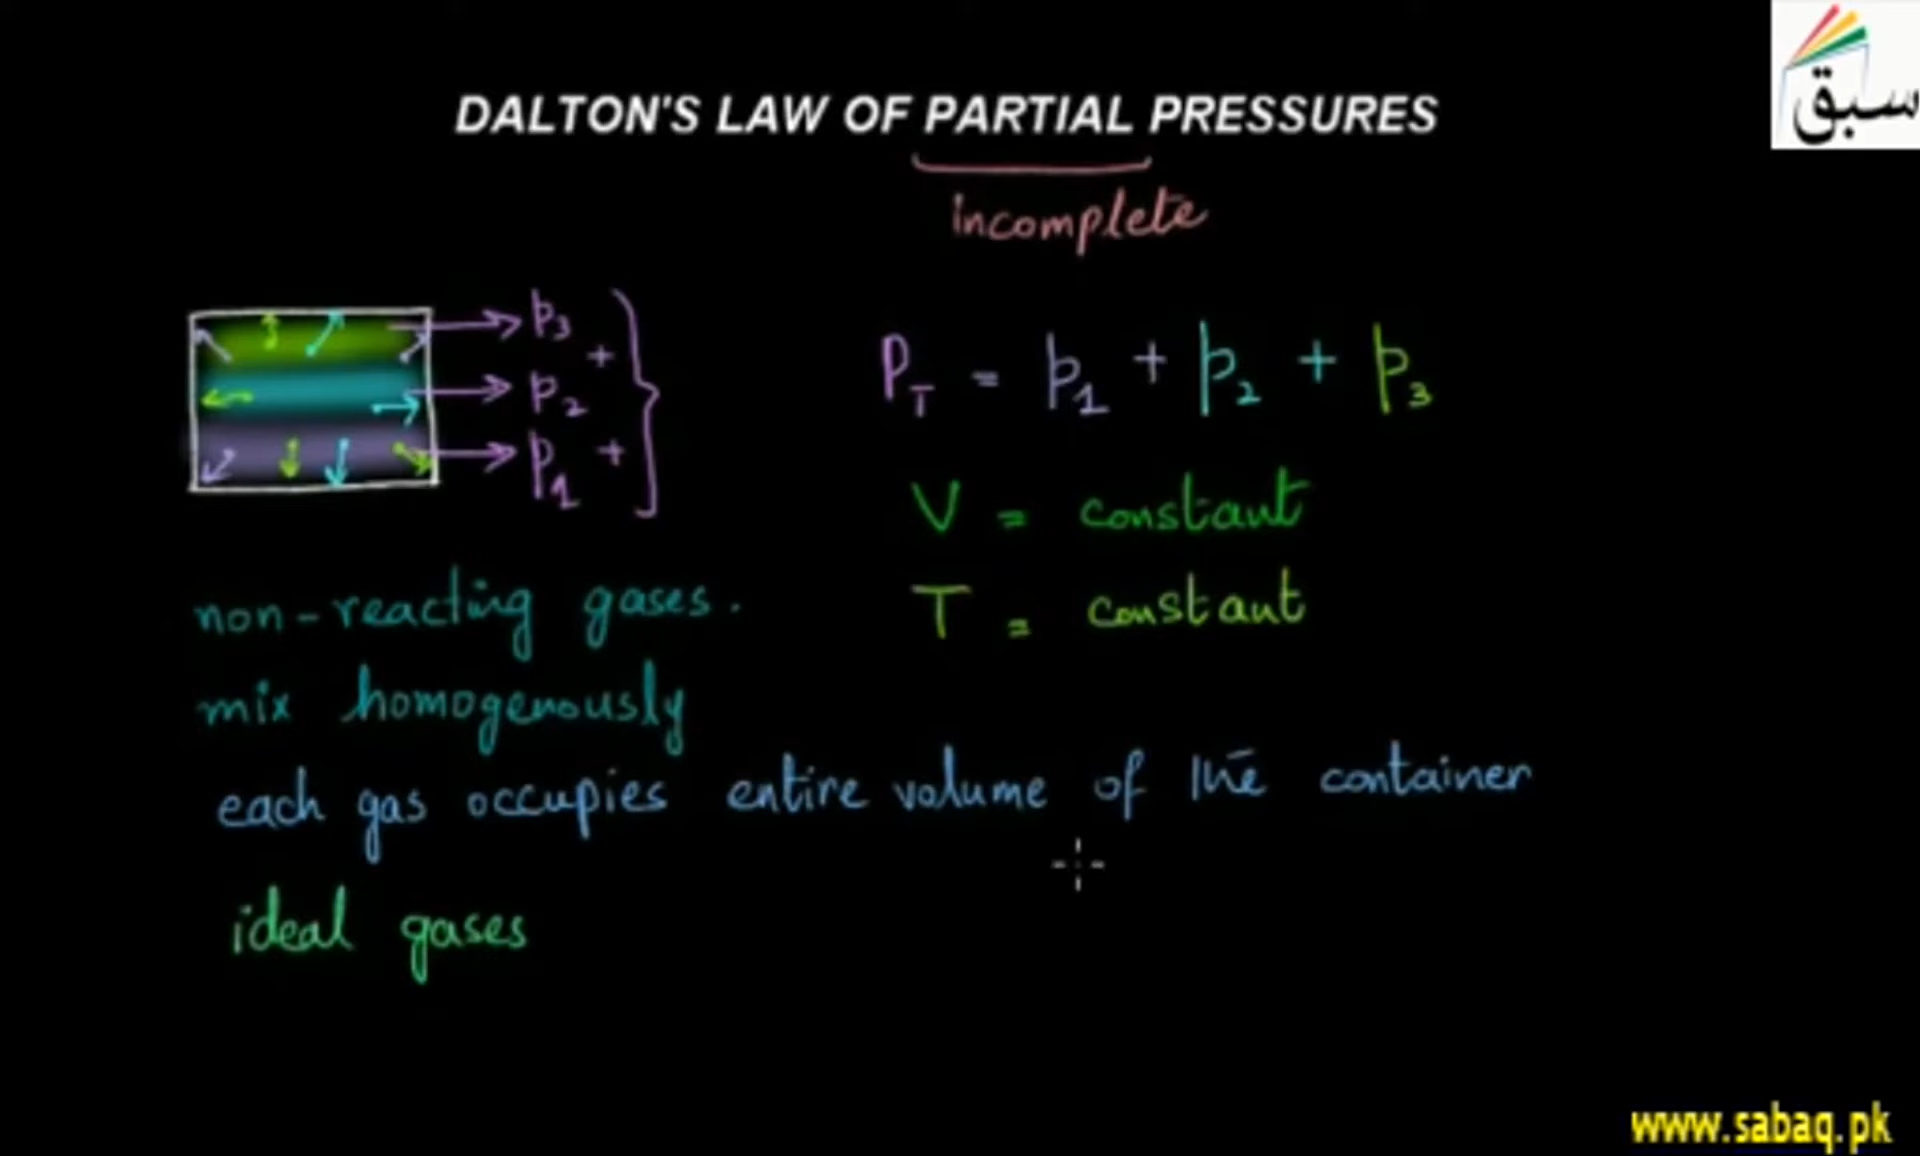 سبق
DALTON'S LAW OF PARTIAL PRESSURES
incomplete
p3
+
p2
+
p1
PT = p1 + p2 + p3
V = constant
T = constant
non-reacting gases.
mix homogenously
each gas occupies entire volume of the container
ideal gases
www.sabaq.pk